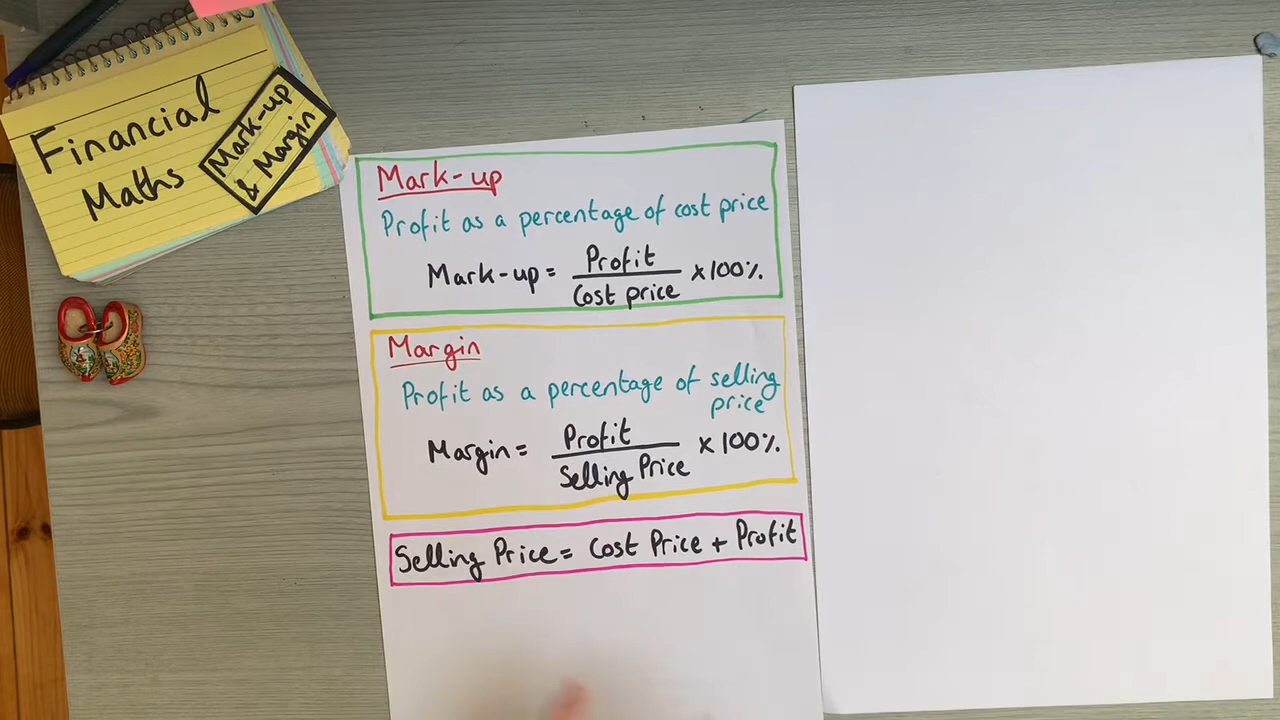 Financial
Maths
Mark-up
& Margin
Mark-up
Profit as a percentage of cost price
Mark-up = Profit / Cost price × 100%
Margin
Profit as a percentage of selling
price
Margin = Profit / Selling Price × 100%
Selling Price = Cost Price + Profit